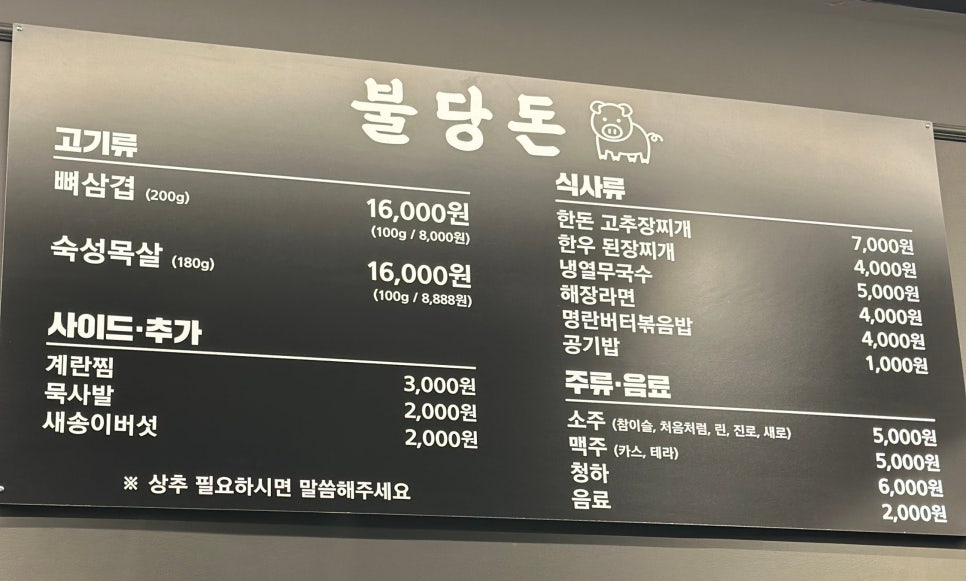 불당돈
고기류
뼈삼겹 (200g) 16,000원
(100g / 8,000원)
숙성목살 (180g) 16,000원
(100g / 8,888원)
사이드·추가
계란찜 3,000원
묵사발 2,000원
새송이버섯 2,000원
※ 상추 필요하시면 말씀해주세요
식사류
한돈 고추장찌개 7,000원
한우 된장찌개 4,000원
냉열무국수 5,000원
해장라면 4,000원
명란버터볶음밥 4,000원
공기밥 1,000원
주류·음료
소주 (참이슬, 처음처럼, 린, 진로, 새로) 5,000원
맥주 (카스, 테라) 5,000원
청하 6,000원
음료 2,000원